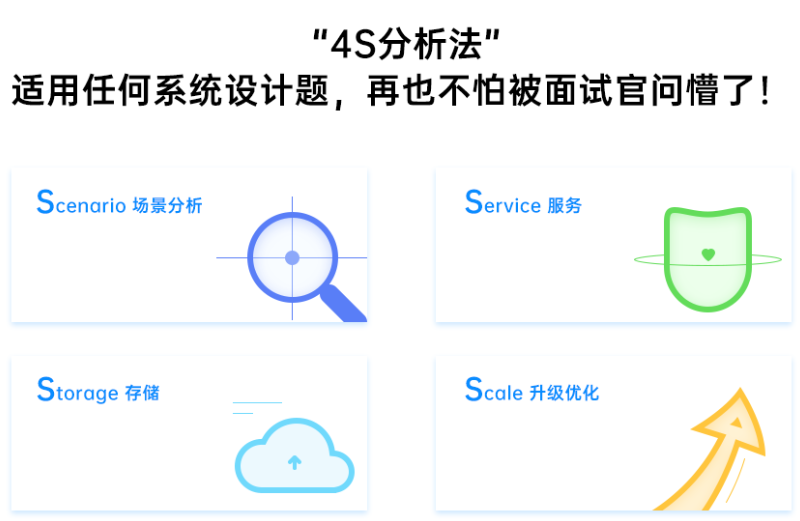 “4S分析法”
适用任何系统设计题，再也不怕被面试官问懵了！
Scenario 场景分析
Service 服务
Storage 存储
Scale 升级优化